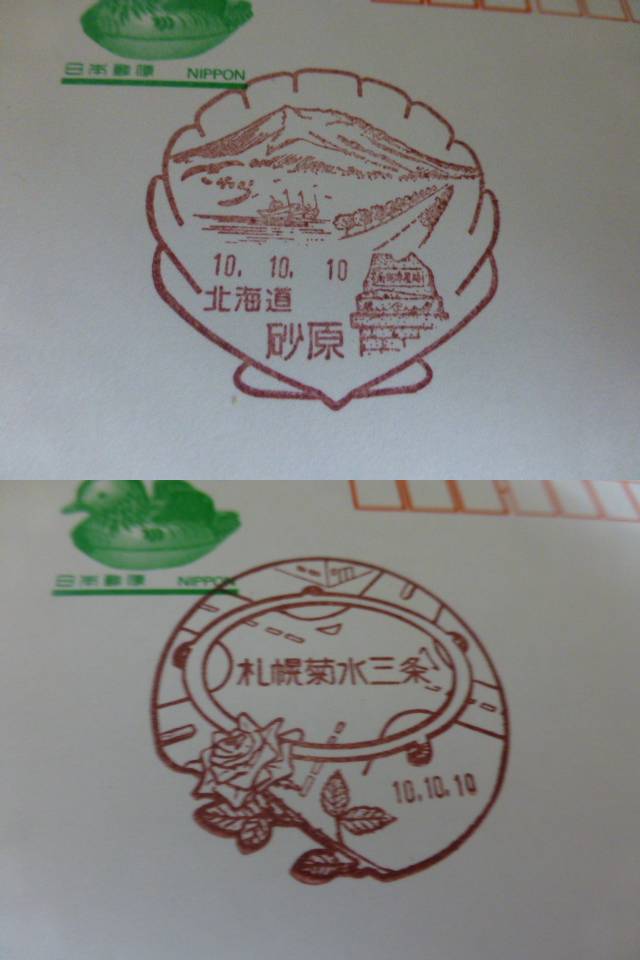 日本郵便 NIPPON
10. 10. 10
北海道
砂原
日本郵便 NIPPON
札幌菊水三条
10.10.10